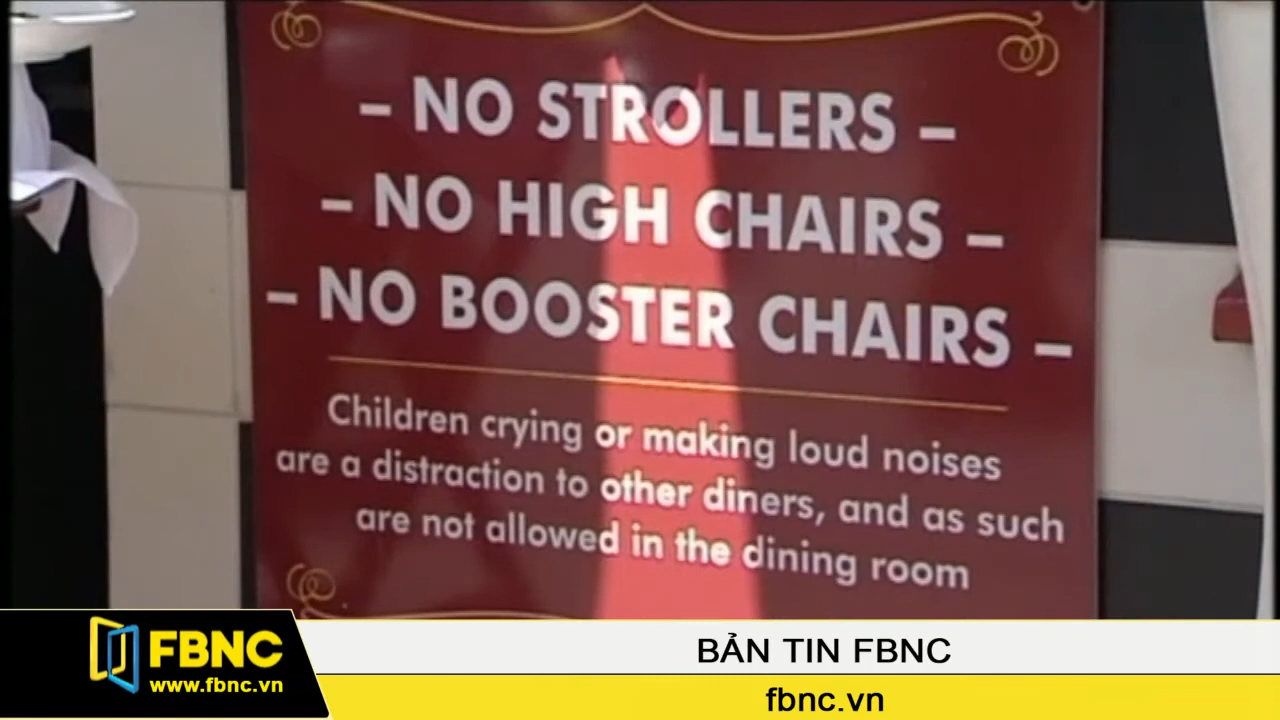 – NO STROLLERS –
– NO HIGH CHAIRS –
– NO BOOSTER CHAIRS –
Children crying or making loud noises
are a distraction to other diners, and as such
are not allowed in the dining room
FBNC
www.fbnc.vn
BẢN TIN FBNC
fbnc.vn